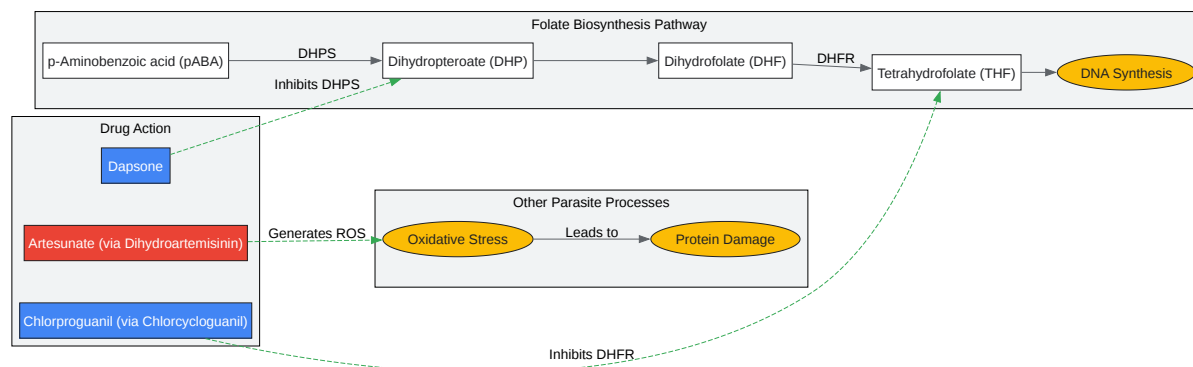 Folate Biosynthesis Pathway
p-Aminobenzoic acid (pABA)
DHPS
Dihydropteroate (DHP)
Dihydrofolate (DHF)
DHFR
Tetrahydrofolate (THF)
DNA Synthesis
Inhibits DHPS
Drug Action
Dapsone
Artesunate (via Dihydroartemisinin)
Generates ROS
Other Parasite Processes
Oxidative Stress
Leads to
Protein Damage
Chlorproguanil (via Chlorcycloguanil)
Inhibits DHFR